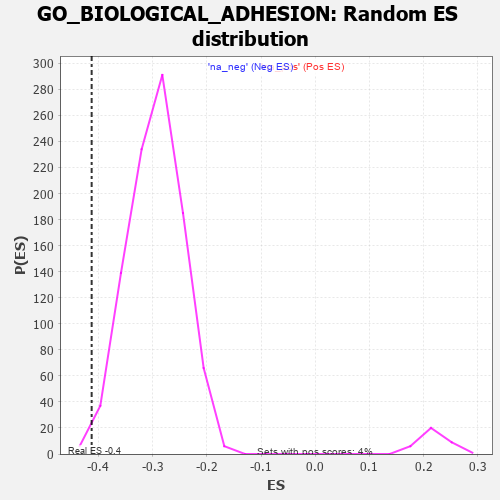 GO_BIOLOGICAL_ADHESION: Random ES
distribution
'na_neg' (Neg ES)s' (Pos ES)
300
280
260
240
220
200
180
160
140
120
100
80
60
40
20
0
P(ES)
Real ES -0.4
Sets with pos scores: 4%
-0.4 -0.3 -0.2 -0.1 0.0 0.1 0.2 0.3
ES